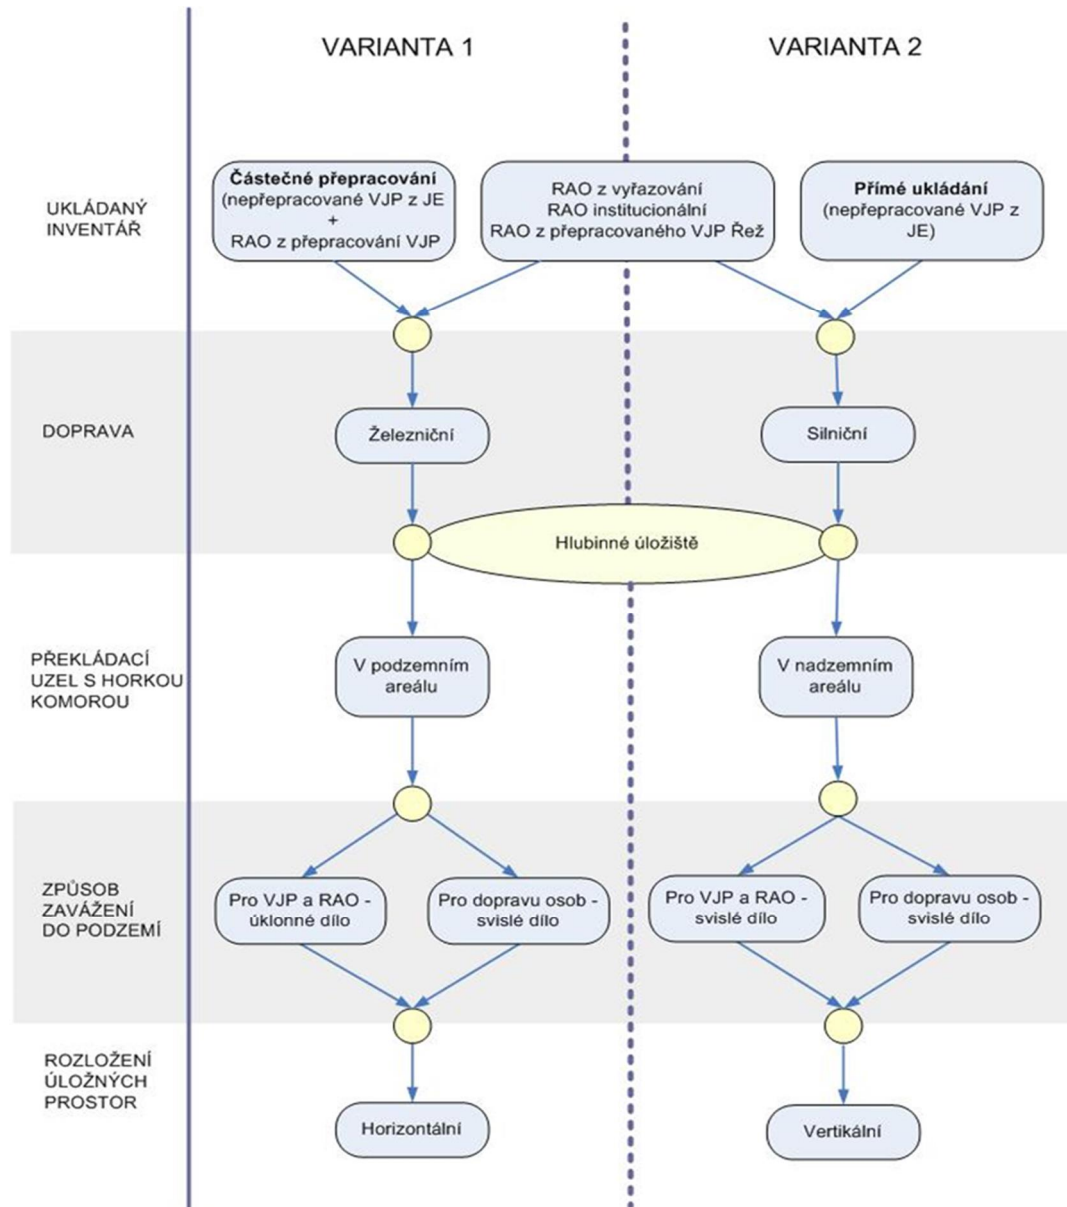 VARIANTA 1
VARIANTA 2
UKLÁDANÝ
INVENTÁŘ
Částečné přepracování
(nepřepracované VJP z JE
+
RAO z přepracování VJP
RAO z vyřazování
RAO institucionální
RAO z přepracovaného VJP Řež
Přímé ukládání
(nepřepracované VJP z
JE)
DOPRAVA
Železniční
Silniční
Hlubinné úložiště
PŘEKLÁDACÍ
UZEL S HORKOU
KOMOROU
V podzemním
areálu
V nadzemním
areálu
ZPŮSOB
ZAVÁŽENÍ
DO PODZEMÍ
Pro VJP a RAO -
úklonné dílo
Pro dopravu osob -
svislé dílo
Pro VJP a RAO -
svislé dílo
Pro dopravu osob -
svislé dílo
ROZLOŽENÍ
ÚLOŽNÝCH
PROSTOR
Horizontální
Vertikální